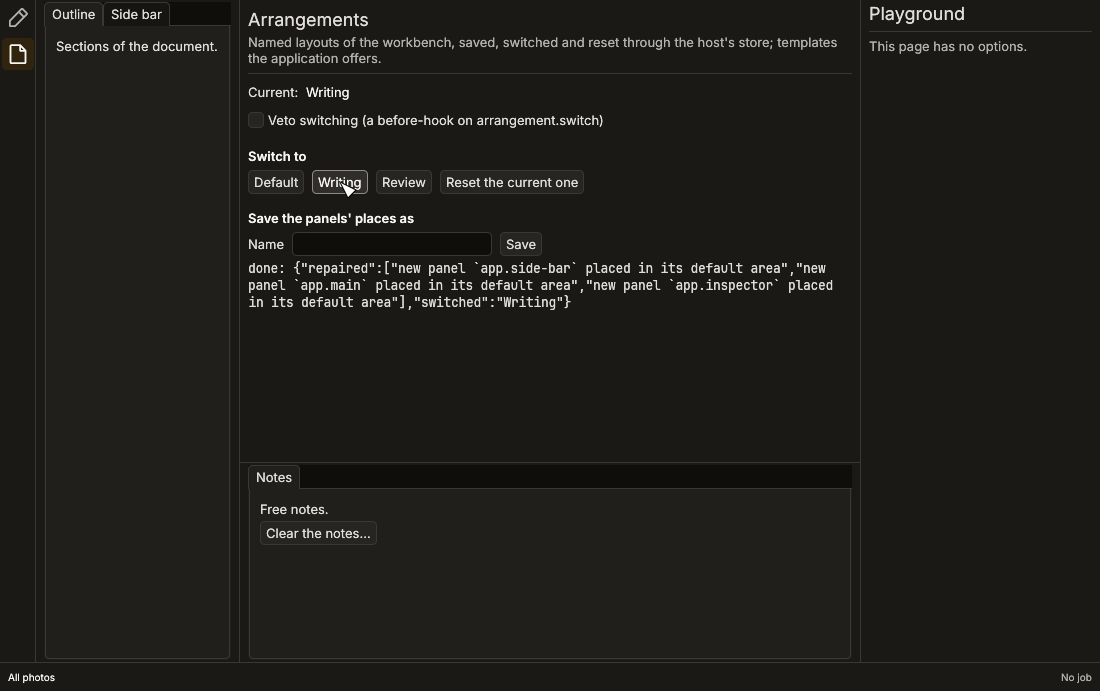 Outline
Side bar
Sections of the document.
Arrangements
Named layouts of the workbench, saved, switched and reset through the host's store; templates
the application offers.
Current: Writing
Veto switching (a before-hook on arrangement.switch)
Switch to
Default
Writing
Review
Reset the current one
Save the panels' places as
Name
Save
done: {"repaired":["new panel `app.side-bar` placed in its default area","new
panel `app.main` placed in its default area","new panel `app.inspector` placed
in its default area"],"switched":"Writing"}
Notes
Free notes.
Clear the notes...
Playground
This page has no options.
All photos
No job